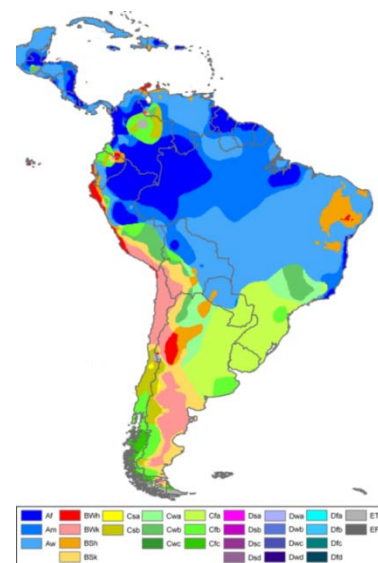 Af BWh Csa Cwa Cfa Dsa Dwa Dfa ET
Am BWk Csb Cwb Cfb Dsb Dwb Dfb EF
Aw BSh Cwc Cfc Dsc Dwc Dfc
BSk Dsd Dwd Dfd